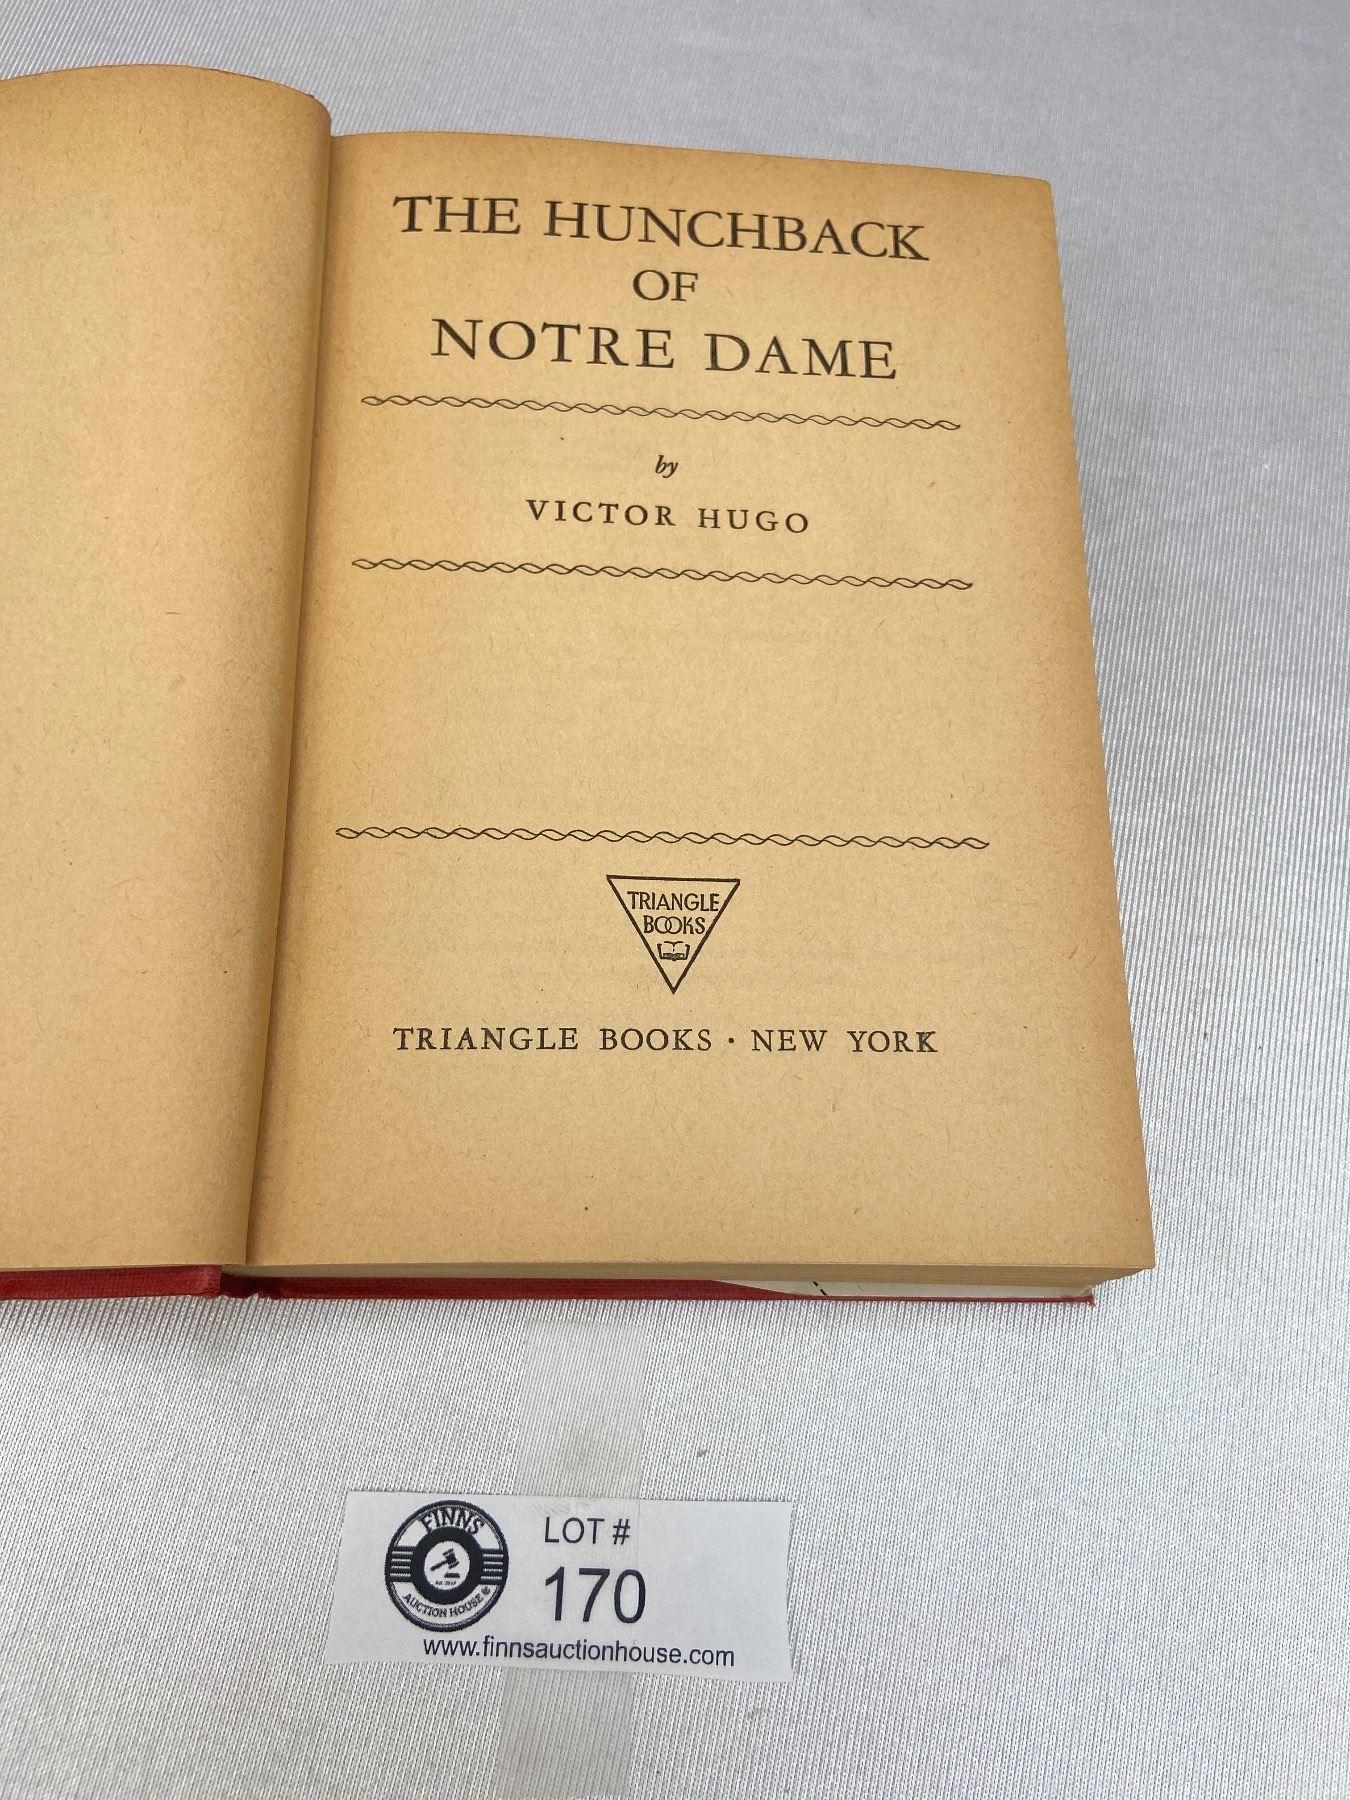 THE HUNCHBACK
OF
NOTRE DAME
by
VICTOR HUGO
TRIANGLE
BOOKS
TRIANGLE BOOKS · NEW YORK
FINNS
AUCTION HOUSE
LOT #
170
www.finnsauctionhouse.com